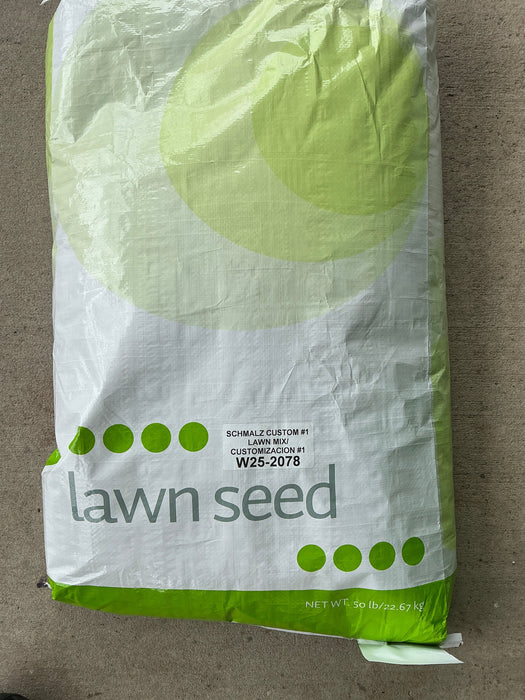 SCHMALZ CUSTOM #1
LAWN MIX/
CUSTOMIZACION #1
W25-2078
lawn seed
NET WT. 50 lb/22.67 kg